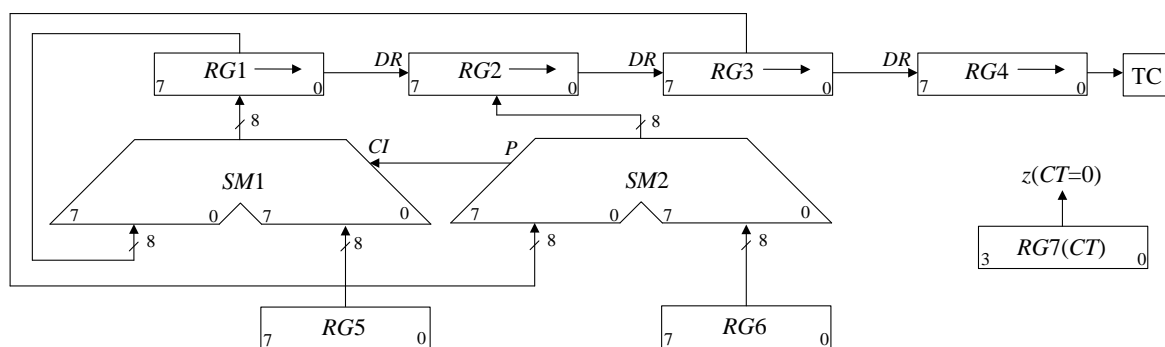 RG1 DR RG2 DR RG3 DR RG4 TC
7 0 7 0 7 0 7 0
8 8
CI P
SM1 SM2 z(CT=0)
7 0 7 0 7 0 7 0
8 8 8 8
RG7(CT)
3 0
RG5 RG6
7 0 7 0